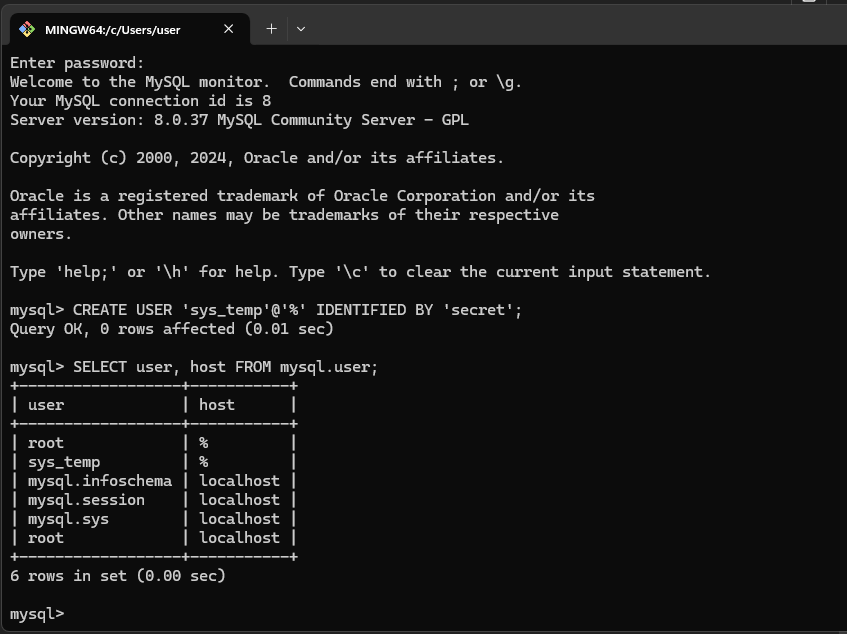 MINGW64:/c/Users/user
Enter password:
Welcome to the MySQL monitor.  Commands end with ; or \g.
Your MySQL connection id is 8
Server version: 8.0.37 MySQL Community Server - GPL
Copyright (c) 2000, 2024, Oracle and/or its affiliates.
Oracle is a registered trademark of Oracle Corporation and/or its
affiliates. Other names may be trademarks of their respective
owners.
Type 'help;' or '\h' for help. Type '\c' to clear the current input statement.
mysql> CREATE USER 'sys_temp'@'%' IDENTIFIED BY 'secret';
Query OK, 0 rows affected (0.01 sec)
mysql> SELECT user, host FROM mysql.user;
+------------------+-----------+
| user             | host      |
+------------------+-----------+
| root             | %         |
| sys_temp         | %         |
| mysql.infoschema | localhost |
| mysql.session    | localhost |
| mysql.sys        | localhost |
| root             | localhost |
+------------------+-----------+
6 rows in set (0.00 sec)
mysql>